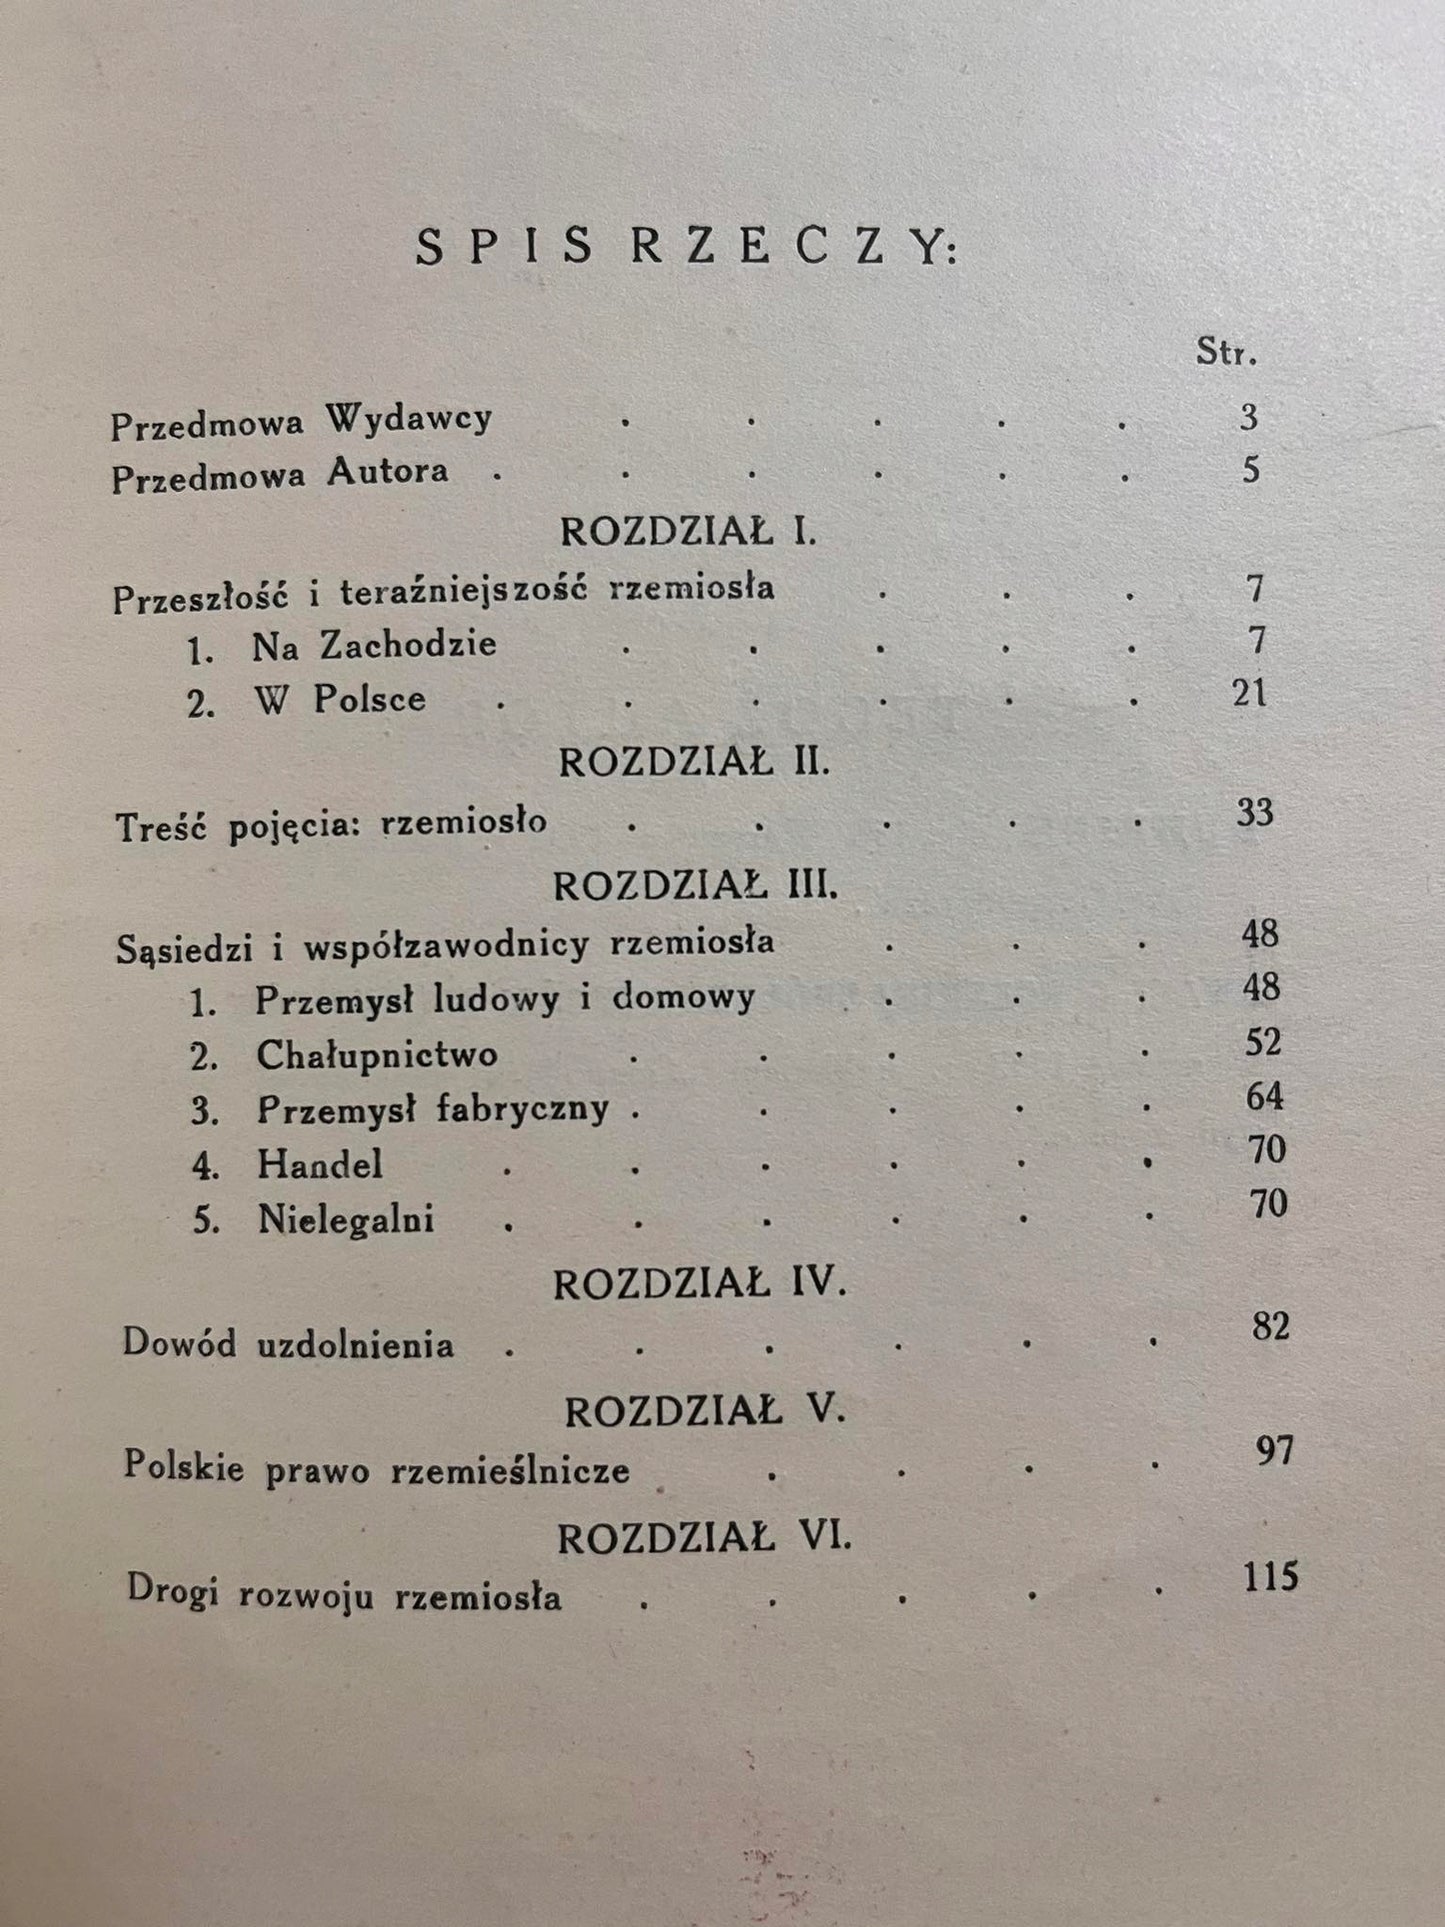 SPIS RZECZY:
Str.
Przedmowa Wydawcy . . . . . 3
Przedmowa Autora . . . . . . 5
ROZDZIAŁ I.
Przeszłość i teraźniejszość rzemiosła . . . 7
1. Na Zachodzie . . . . . 7
2. W Polsce . . . . . . 21
ROZDZIAŁ II.
Treść pojęcia: rzemiosło . . . . . 33
ROZDZIAŁ III.
Sąsiedzi i współzawodnicy rzemiosła . . . 48
1. Przemysł ludowy i domowy . . . 48
2. Chałupnictwo . . . . . 52
3. Przemysł fabryczny . . . . . 64
4. Handel . . . . . . 70
5. Nielegalni . . . . . . 70
ROZDZIAŁ IV.
Dowód uzdolnienia . . . . . . 82
ROZDZIAŁ V.
Polskie prawo rzemieślnicze . . . . 97
ROZDZIAŁ VI.
Drogi rozwoju rzemiosła . . . . . 115